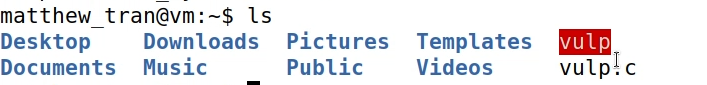 matthew_tran@vm:~$ ls
Desktop Downloads Pictures Templates vulp
Documents Music Public Videos vulp.c